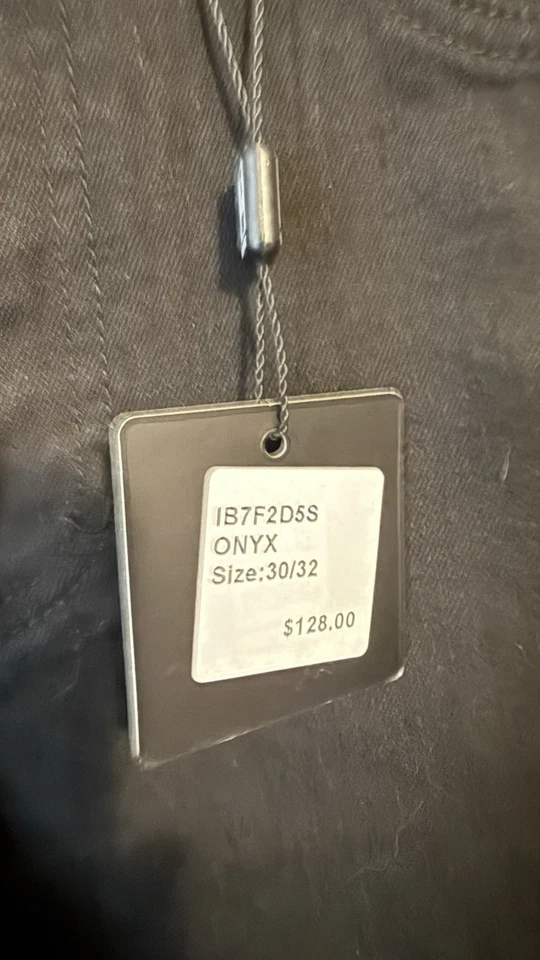 IB7F2D5S
ONYX
Size:30/32
$128.00